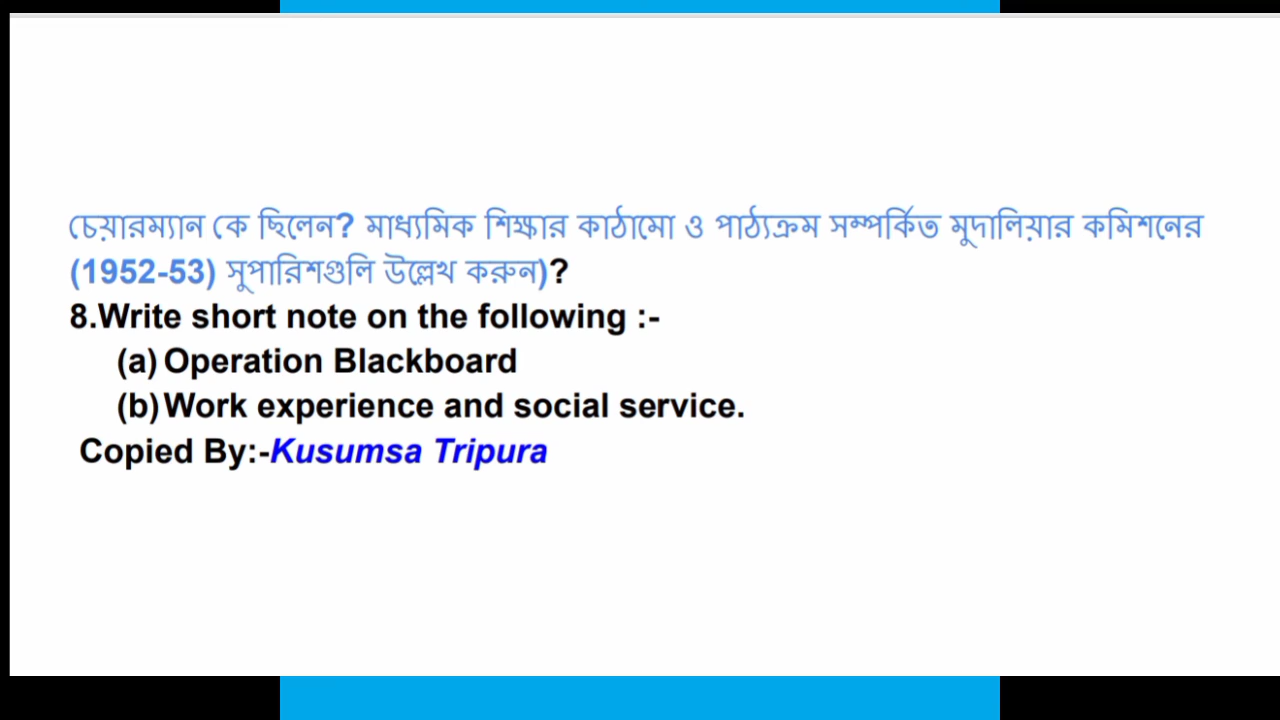 চেয়ারম্যান কে ছিলেন? মাধ্যমিক শিক্ষার কাঠামো ও পাঠ্যক্রম সম্পর্কিত মুদালিয়ার কমিশনের
(1952-53) সুপারিশগুলি উল্লেখ করুন)?
8.Write short note on the following :-
(a) Operation Blackboard
(b) Work experience and social service.
Copied By:-Kusumsa Tripura